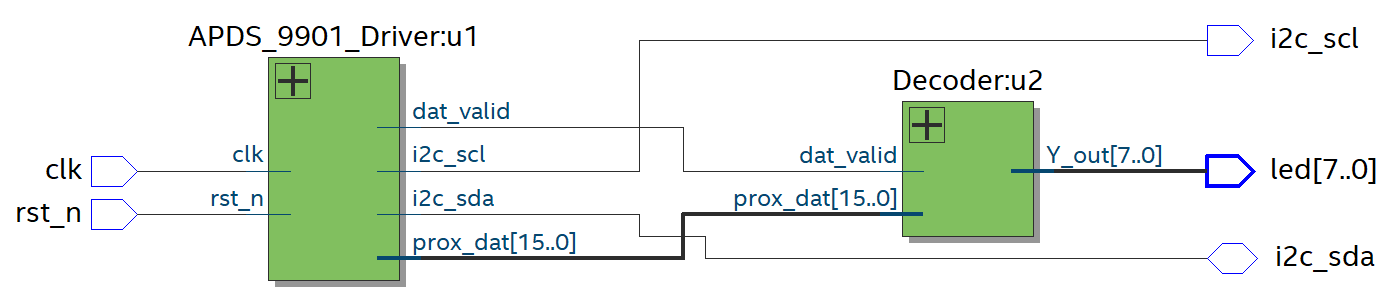 APDS_9901_Driver:u1
i2c_scl
Decoder:u2
dat_valid
clk
clk
i2c_scl
dat_valid
Y_out[7..0]
led[7..0]
rst_n
rst_n
i2c_sda
prox_dat[15..0]
prox_dat[15..0]
i2c_sda